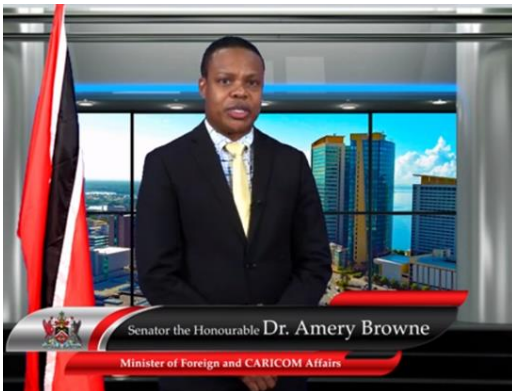 Senator the Honourable Dr. Amery Browne
Minister of Foreign and CARICOM Affairs